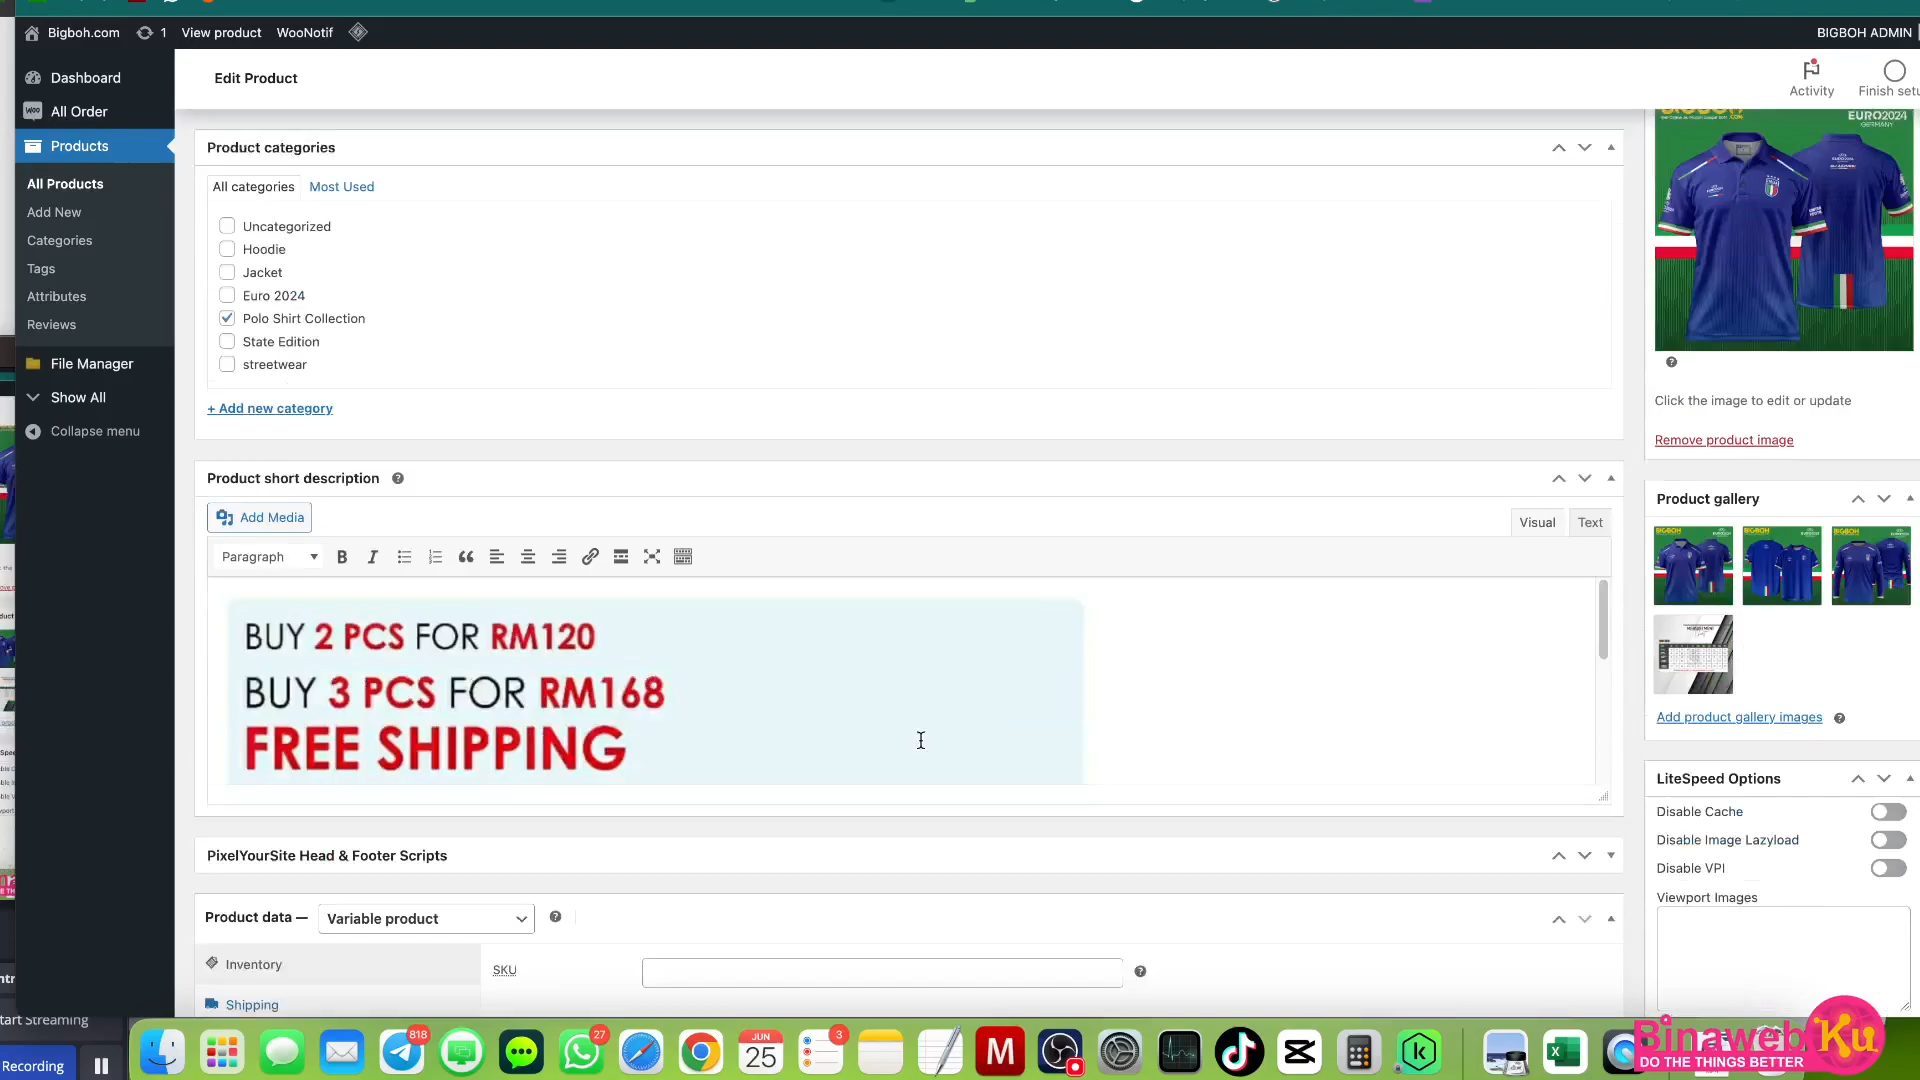 Bigboh.com
1
View product
WooNotif
BIGBOH ADMIN
Dashboard
All Order
Products
All Products
Add New
Categories
Tags
Attributes
Reviews
File Manager
Show All
Collapse menu
Edit Product
Activity
Finish setu
Product categories
All categories
Most Used
Uncategorized
Hoodie
Jacket
Euro 2024
Polo Shirt Collection
State Edition
streetwear
+ Add new category
Product short description
Add Media
Visual
Text
Paragraph
BUY 2 PCS FOR RM120
BUY 3 PCS FOR RM168
FREE SHIPPING
PixelYourSite Head & Footer Scripts
Product data —
Variable product
Inventory
SKU
Shipping
EURO2024
GERMANY
Click the image to edit or update
Remove product image
Product gallery
Add product gallery images
LiteSpeed Options
Disable Cache
Disable Image Lazyload
Disable VPI
Viewport Images
tart Streaming
Recording
818
27
JUN
25
3
Binaweb Ku
DO THE THINGS BETTER